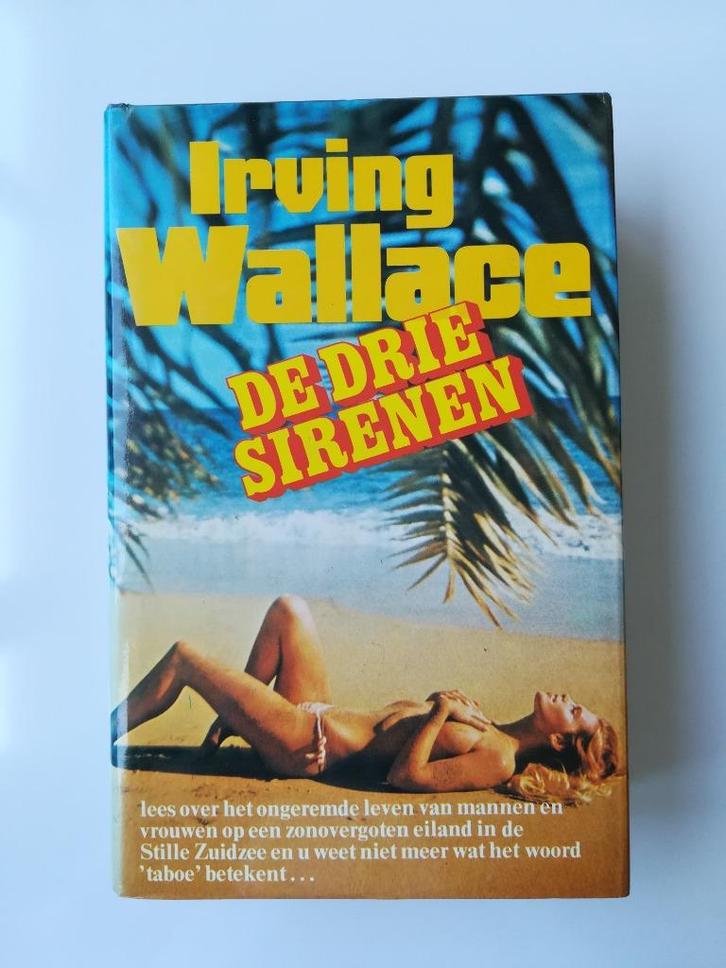 Irving
Wallace
DE DRIE
SIRENEN
lees over het ongeremde leven van mannen en
vrouwen op een zonovergoten eiland in de
Stille Zuidzee en u weet niet meer wat het woord
'taboe' betekent...